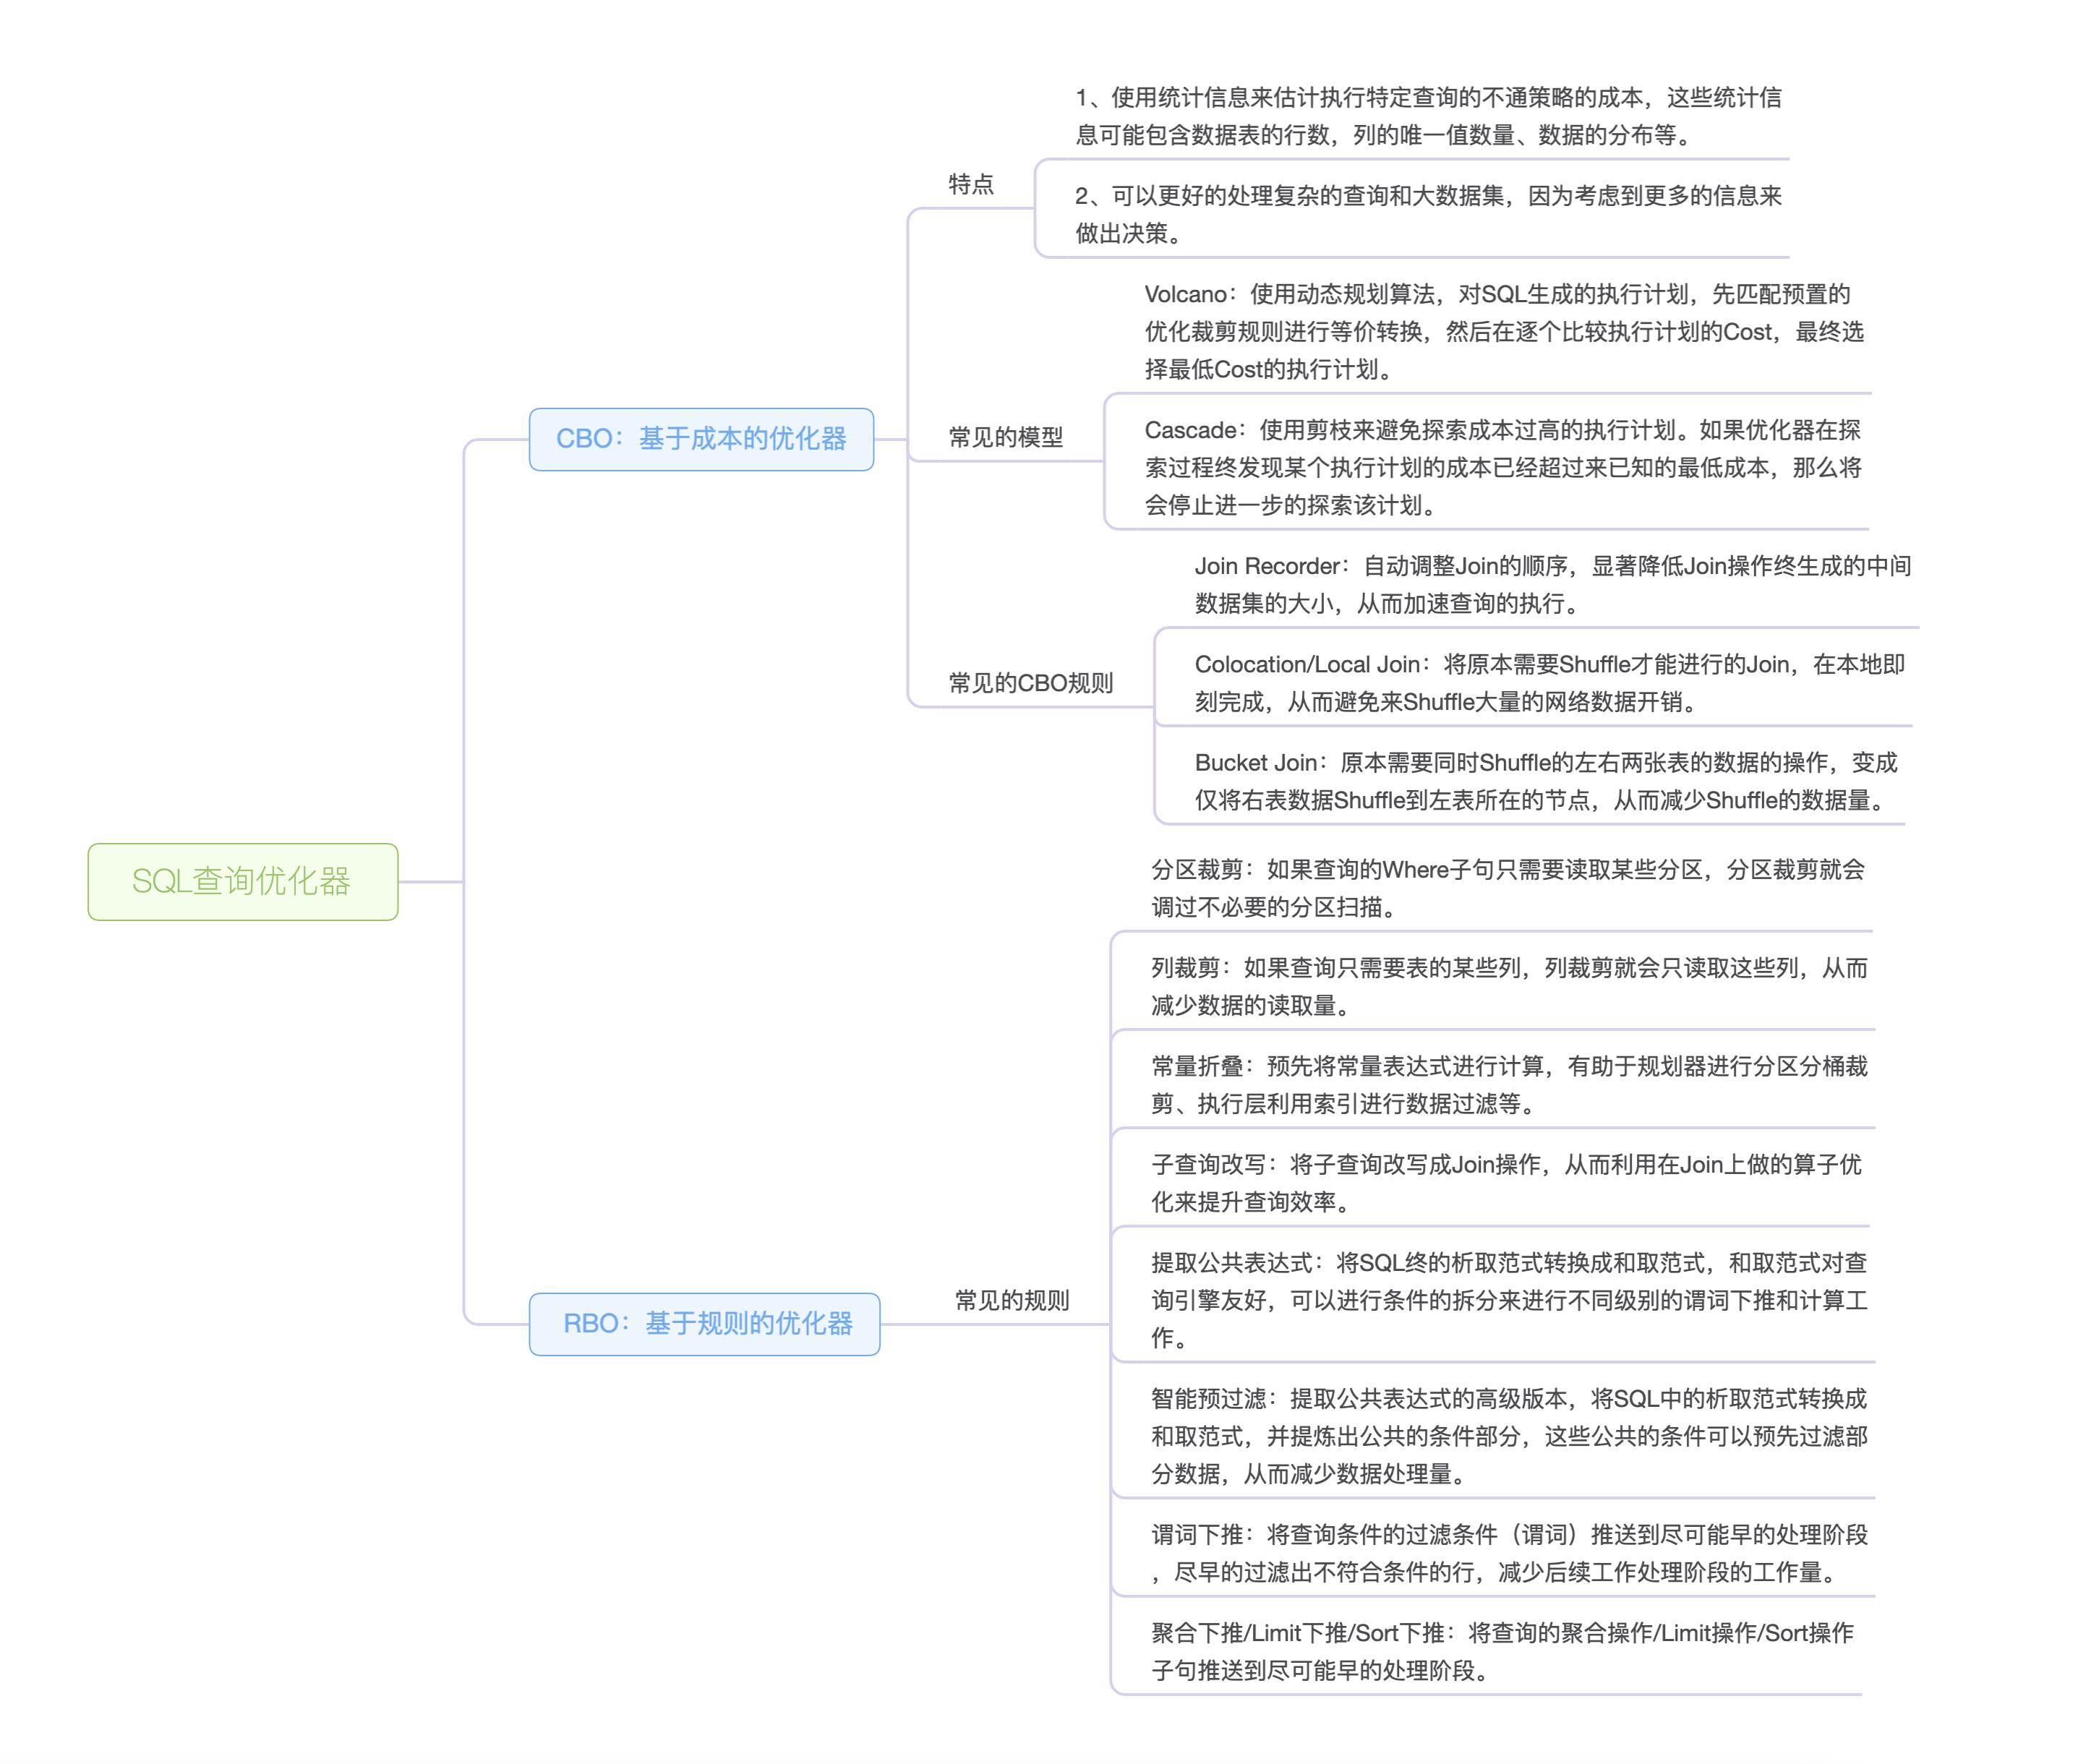 SQL查询优化器
CBO：基于成本的优化器
特点
1、使用统计信息来估计执行特定查询的不通策略的成本，这些统计信
息可能包含数据表的行数，列的唯一值数量、数据的分布等。
2、可以更好的处理复杂的查询和大数据集，因为考虑到更多的信息来
做出决策。
常见的模型
Volcano：使用动态规划算法，对SQL生成的执行计划，先匹配预置的
优化裁剪规则进行等价转换，然后在逐个比较执行计划的Cost，最终选
择最低Cost的执行计划。
Cascade：使用剪枝来避免探索成本过高的执行计划。如果优化器在探
索过程终发现某个执行计划的成本已经超过来已知的最低成本，那么将
会停止进一步的探索该计划。
常见的CBO规则
Join Recorder：自动调整Join的顺序，显著降低Join操作终生成的中间
数据集的大小，从而加速查询的执行。
Colocation/Local Join：将原本需要Shuffle才能进行的Join，在本地即
刻完成，从而避免来Shuffle大量的网络数据开销。
Bucket Join：原本需要同时Shuffle的左右两张表的数据的操作，变成
仅将右表数据Shuffle到左表所在的节点，从而减少Shuffle的数据量。
RBO：基于规则的优化器
常见的规则
分区裁剪：如果查询的Where子句只需要读取某些分区，分区裁剪就会
调过不必要的分区扫描。
列裁剪：如果查询只需要表的某些列，列裁剪就会只读取这些列，从而
减少数据的读取量。
常量折叠：预先将常量表达式进行计算，有助于规划器进行分区分桶裁
剪、执行层利用索引进行数据过滤等。
子查询改写：将子查询改写成Join操作，从而利用在Join上做的算子优
化来提升查询效率。
提取公共表达式：将SQL终的析取范式转换成和取范式，和取范式对查
询引擎友好，可以进行条件的拆分来进行不同级别的谓词下推和计算工
作。
智能预过滤：提取公共表达式的高级版本，将SQL中的析取范式转换成
和取范式，并提炼出公共的条件部分，这些公共的条件可以预先过滤部
分数据，从而减少数据处理量。
谓词下推：将查询条件的过滤条件（谓词）推送到尽可能早的处理阶段
，尽早的过滤出不符合条件的行，减少后续工作处理阶段的工作量。
聚合下推/Limit下推/Sort下推：将查询的聚合操作/Limit操作/Sort操作
子句推送到尽可能早的处理阶段。